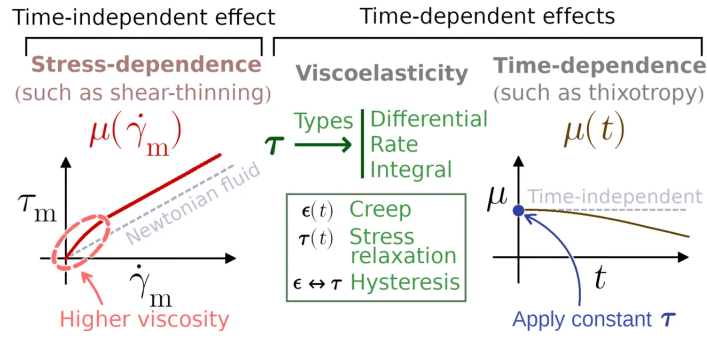 Time-independent effect
Time-dependent effects
Stress-dependence
(such as shear-thinning)
μ(γ̇ₘ)
τₘ
Newtonian fluid
γ̇ₘ
Higher viscosity
Viscoelasticity
τ
Types
Differential
Rate
Integral
ϵ(t) Creep
τ(t) Stress
relaxation
ϵ ↔ τ Hysteresis
Time-dependence
(such as thixotropy)
μ(t)
μ
Time-independent
t
Apply constant τ